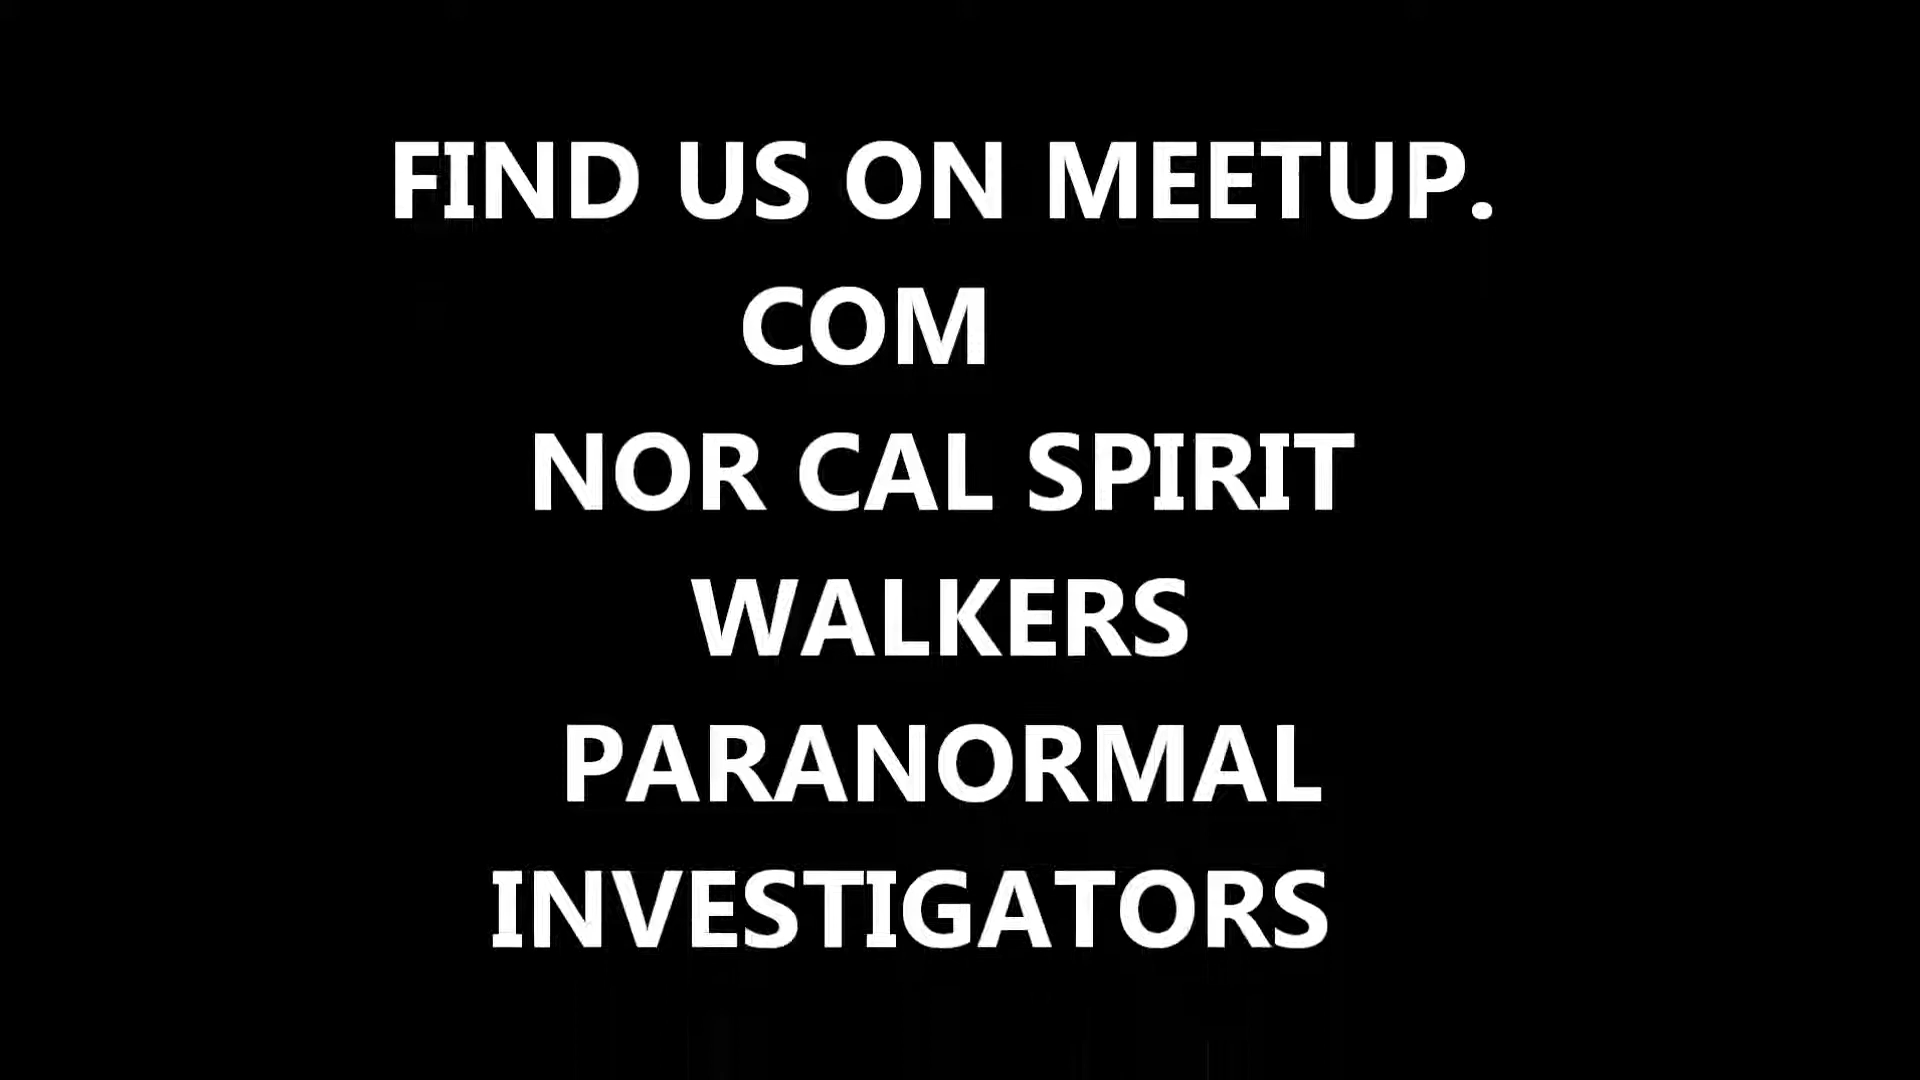 FIND US ON MEETUP.
COM
NOR CAL SPIRIT
WALKERS
PARANORMAL
INVESTIGATORS